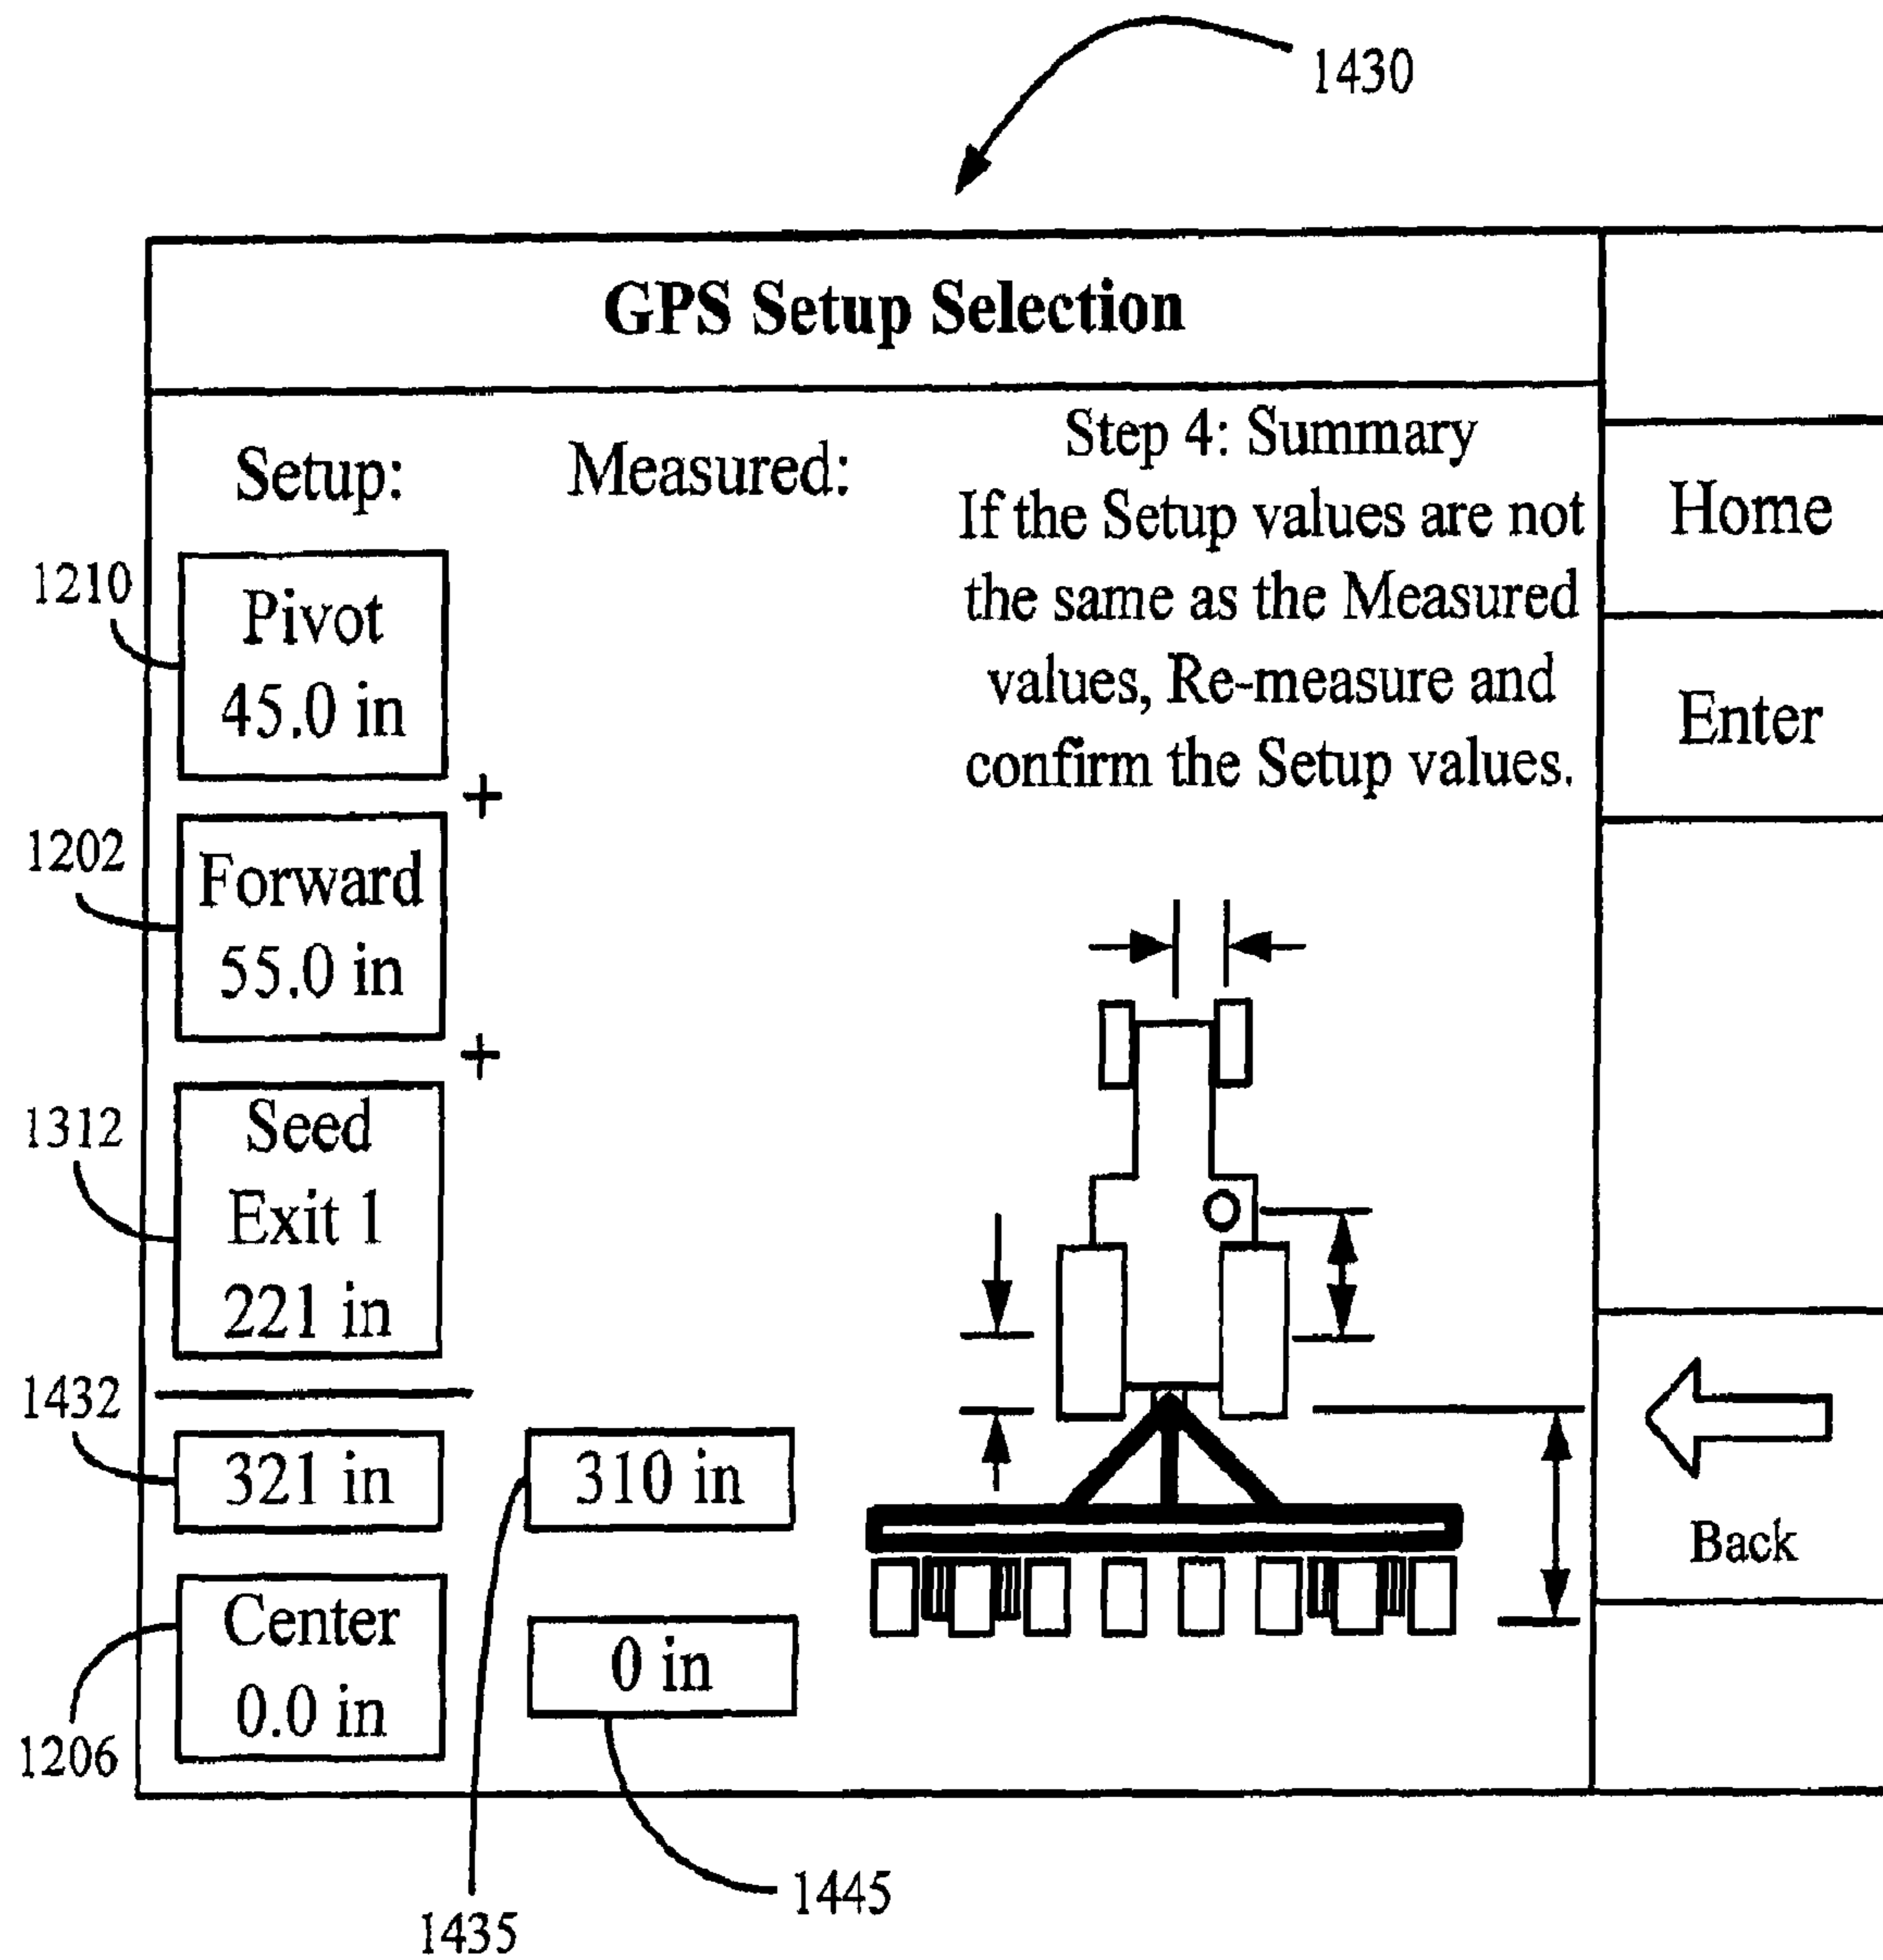 1430
GPS Setup Selection
Setup:
Measured:
Step 4: Summary
If the Setup values are not
the same as the Measured
values, Re-measure and
confirm the Setup values.
Home
Enter
1210
Pivot
45.0 in
+
1202
Forward
55.0 in
+
1312
Seed
Exit 1
221 in
1432
321 in
310 in
Back
1206
Center
0.0 in
0 in
1445
1435